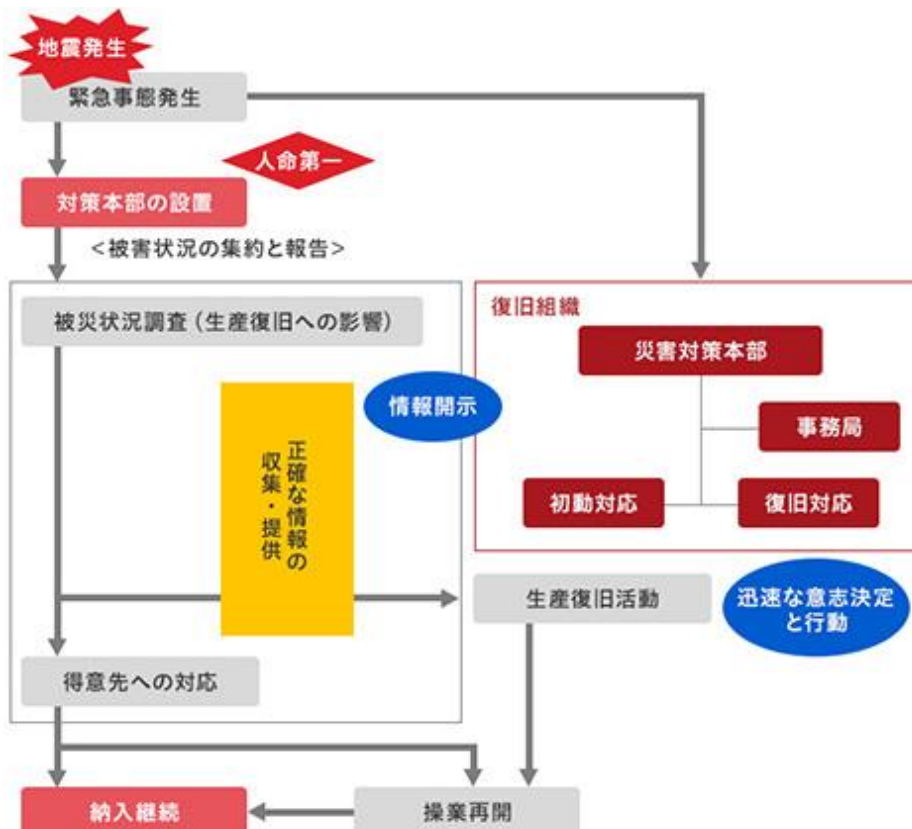 地震発生
緊急事態発生
人命第一
対策本部の設置
<被害状況の集約と報告>
被災状況調査(生産復旧への影響)
復旧組織
災害対策本部
情報開示
事務局
正確な情報の
収集・提供
初動対応
復旧対応
生産復旧活動
迅速な意志決定
と行動
得意先への対応
納入継続
操業再開